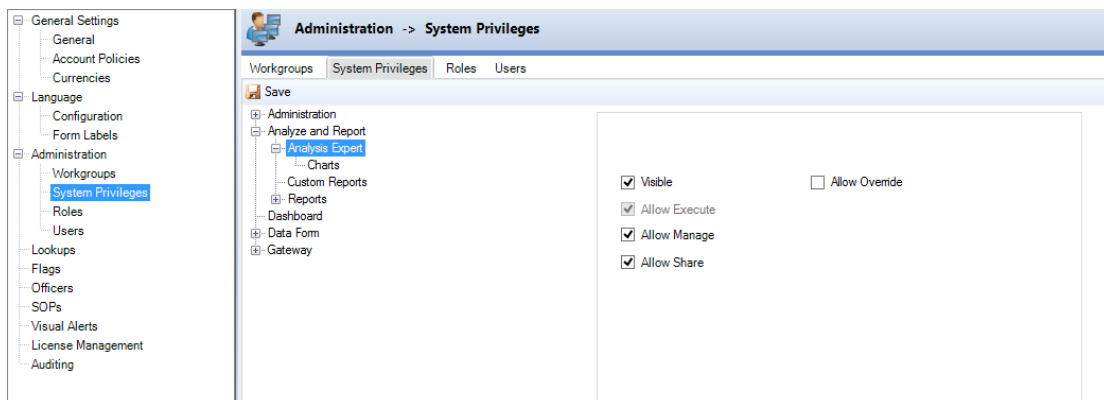 General Settings
General
Account Policies
Currencies
Language
Configuration
Form Labels
Administration
Workgroups
System Privileges
Roles
Users
Lookups
Flags
Officers
SOPs
Visual Alerts
License Management
Auditing
Administration -> System Privileges
Workgroups System Privileges Roles Users
Save
Administration
Analyze and Report
Analysis Expert
Charts
Custom Reports
Reports
Dashboard
Data Form
Gateway
Visible Allow Override
Allow Execute
Allow Manage
Allow Share